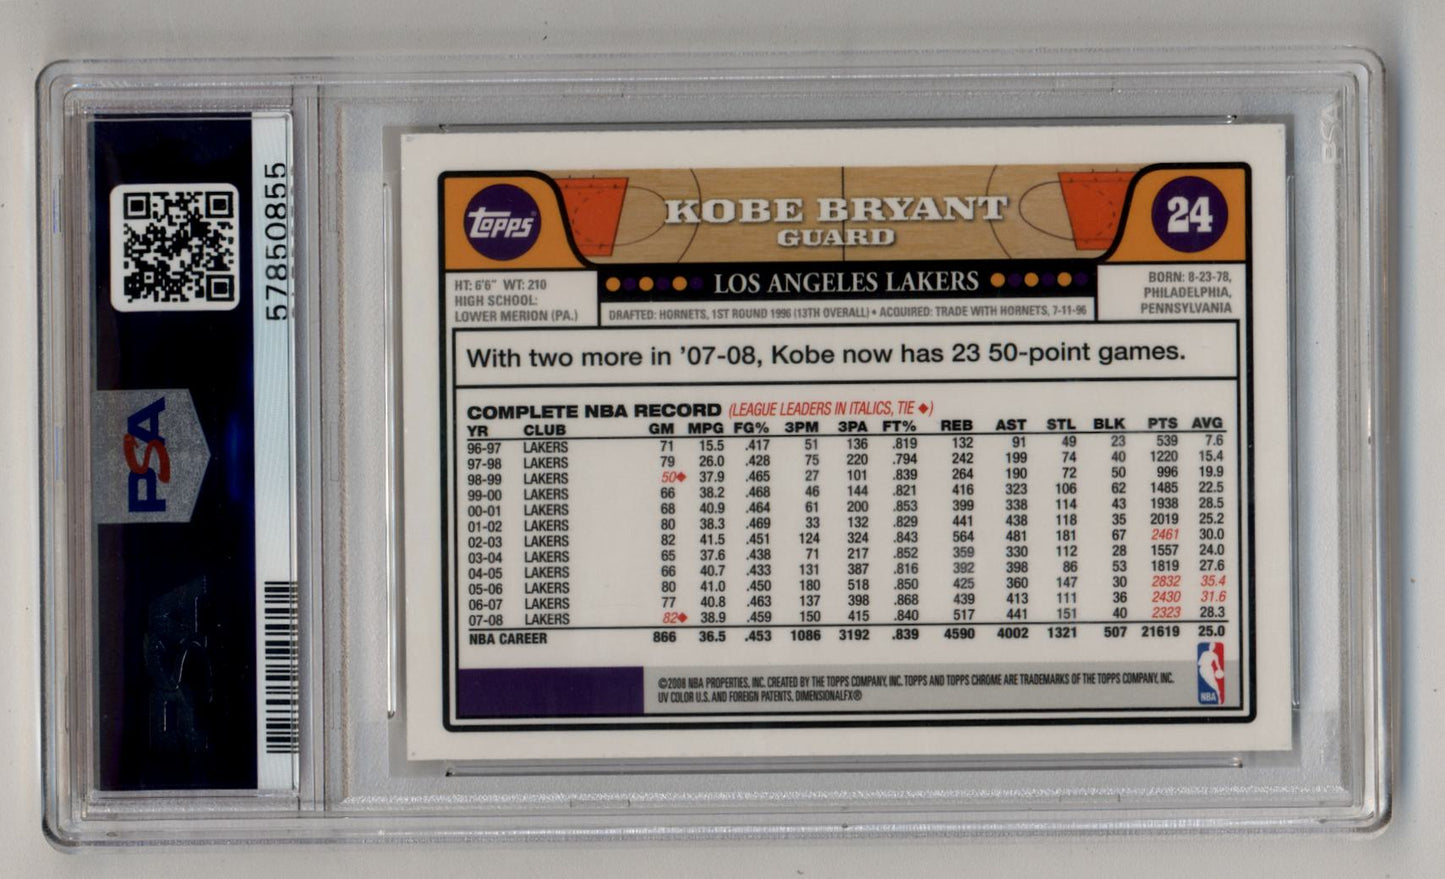 topps
KOBE BRYANT
GUARD
24
HT: 6'6" WT: 210
HIGH SCHOOL:
LOWER MERION (PA.)
LOS ANGELES LAKERS
DRAFTED: HORNETS, 1ST ROUND 1996 (13TH OVERALL) • ACQUIRED: TRADE WITH HORNETS, 7-11-96
BORN: 8-23-78,
PHILADELPHIA,
PENNSYLVANIA
With two more in '07-08, Kobe now has 23 50-point games.
COMPLETE NBA RECORD (LEAGUE LEADERS IN ITALICS, TIE ◆)
YR CLUB GM MPG FG% 3PM 3PA FT% REB AST STL BLK PTS AVG
96-97 LAKERS 71 15.5 .417 51 136 .819 132 91 49 23 539 7.6
97-98 LAKERS 79 26.0 .428 75 220 .794 242 199 74 40 1220 15.4
98-99 LAKERS 50◆ 37.9 .465 27 101 .839 264 190 72 50 996 19.9
99-00 LAKERS 66 38.2 .468 46 144 .821 416 323 106 62 1485 22.5
00-01 LAKERS 68 40.9 .464 61 200 .853 399 338 114 43 1938 28.5
01-02 LAKERS 80 38.3 .469 33 132 .829 441 438 118 35 2019 25.2
02-03 LAKERS 82 41.5 .451 124 324 .843 564 481 181 67 2461 30.0
03-04 LAKERS 65 37.6 .438 71 217 .852 359 330 112 28 1557 24.0
04-05 LAKERS 66 40.7 .433 131 387 .816 392 398 86 53 1819 27.6
05-06 LAKERS 80 41.0 .450 180 518 .850 425 360 147 30 2832 35.4
06-07 LAKERS 77 40.8 .463 137 398 .868 439 413 111 36 2430 31.6
07-08 LAKERS 82◆ 38.9 .459 150 415 .840 517 441 151 40 2323 28.3
NBA CAREER 866 36.5 .453 1086 3192 .839 4590 4002 1321 507 21619 25.0
©2008 NBA PROPERTIES, INC. CREATED BY THE TOPPS COMPANY, INC. TOPPS AND TOPPS CHROME ARE TRADEMARKS OF THE TOPPS COMPANY, INC.
UV COLOR U.S. AND FOREIGN PATENTS, DIMENSIONALFX®
NBA
57850855
PSA
PSA
PSA